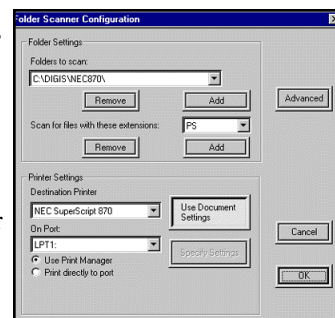 Folder Scanner Configuration
Folder Settings
Folders to scan:
C:\DIGIS\NEC870\
Remove Add
Advanced
Scan for files with these extensions: PS
Remove Add
Printer Settings
Destination Printer
NEC SuperScript 870
Use Document Settings
On Port:
LPT1:
Specify Settings
Cancel
Use Print Manager
Print directly to port
OK